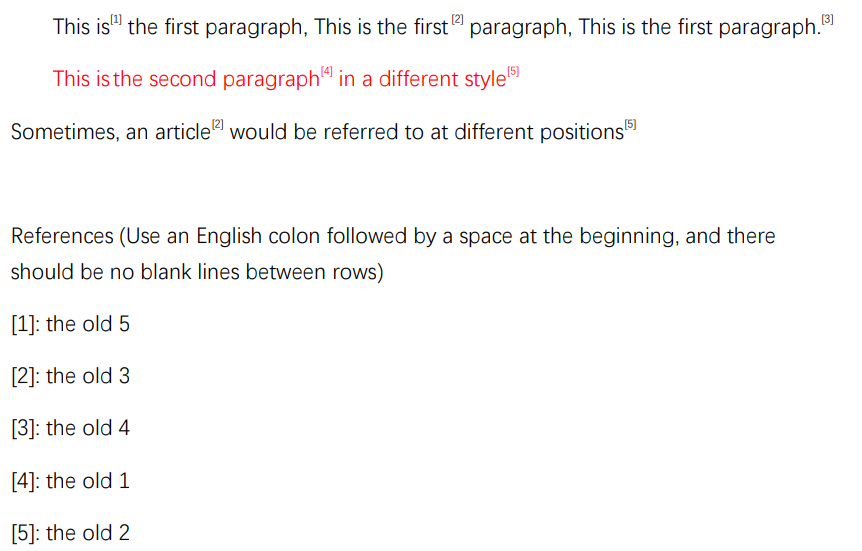 This is[1] the first paragraph, This is the first[2] paragraph, This is the first paragraph.[3]
This is the second paragraph[4] in a different style[5]
Sometimes, an article[2] would be referred to at different positions[5]
References (Use an English colon followed by a space at the beginning, and there
should be no blank lines between rows)
[1]: the old 5
[2]: the old 3
[3]: the old 4
[4]: the old 1
[5]: the old 2